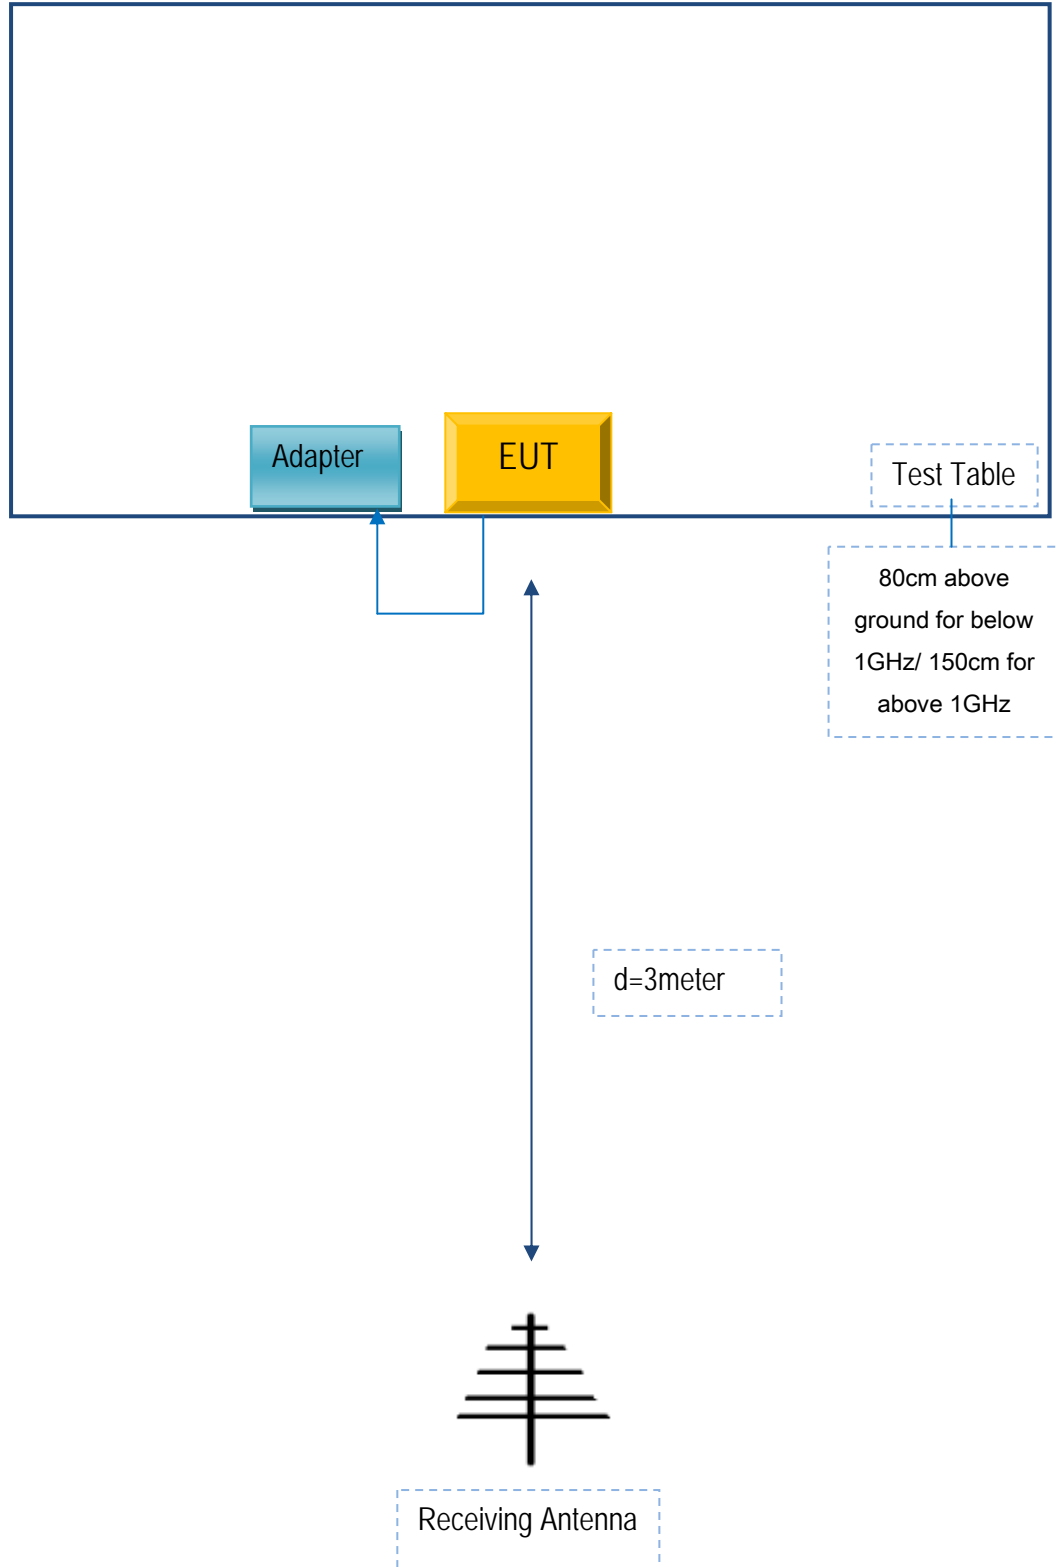 Adapter
EUT
Test Table
80cm above
ground for below
1GHz/ 150cm for
above 1GHz
d=3meter
Receiving Antenna